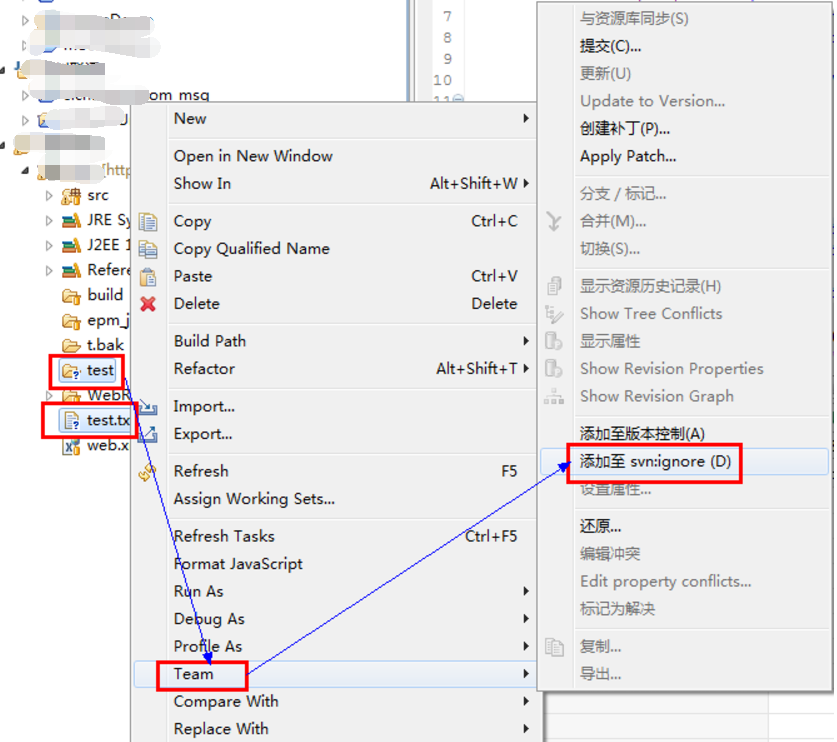 7
8
9
10
11
om_msg
[http
src
JRE Sy
J2EE 1
Refere
build
epm_j
t.bak
test
WebR
test.tx
web.x
New
Open in New Window
Show In Alt+Shift+W
Copy Ctrl+C
Copy Qualified Name
Paste Ctrl+V
Delete Delete
Build Path
Refactor Alt+Shift+T
Import...
Export...
Refresh F5
Assign Working Sets...
Refresh Tasks Ctrl+F5
Format JavaScript
Run As
Debug As
Profile As
Team
Compare With
Replace With
与资源库同步(S)
提交(C)...
更新(U)
Update to Version...
创建补丁(P)...
Apply Patch...
分支 / 标记...
合并(M)...
切换(S)...
显示资源历史记录(H)
Show Tree Conflicts
显示属性
Show Revision Properties
Show Revision Graph
添加至版本控制(A)
添加至 svn:ignore (D)
设置属性...
还原...
编辑冲突
Edit property conflicts...
标记为解决
复制...
导出...